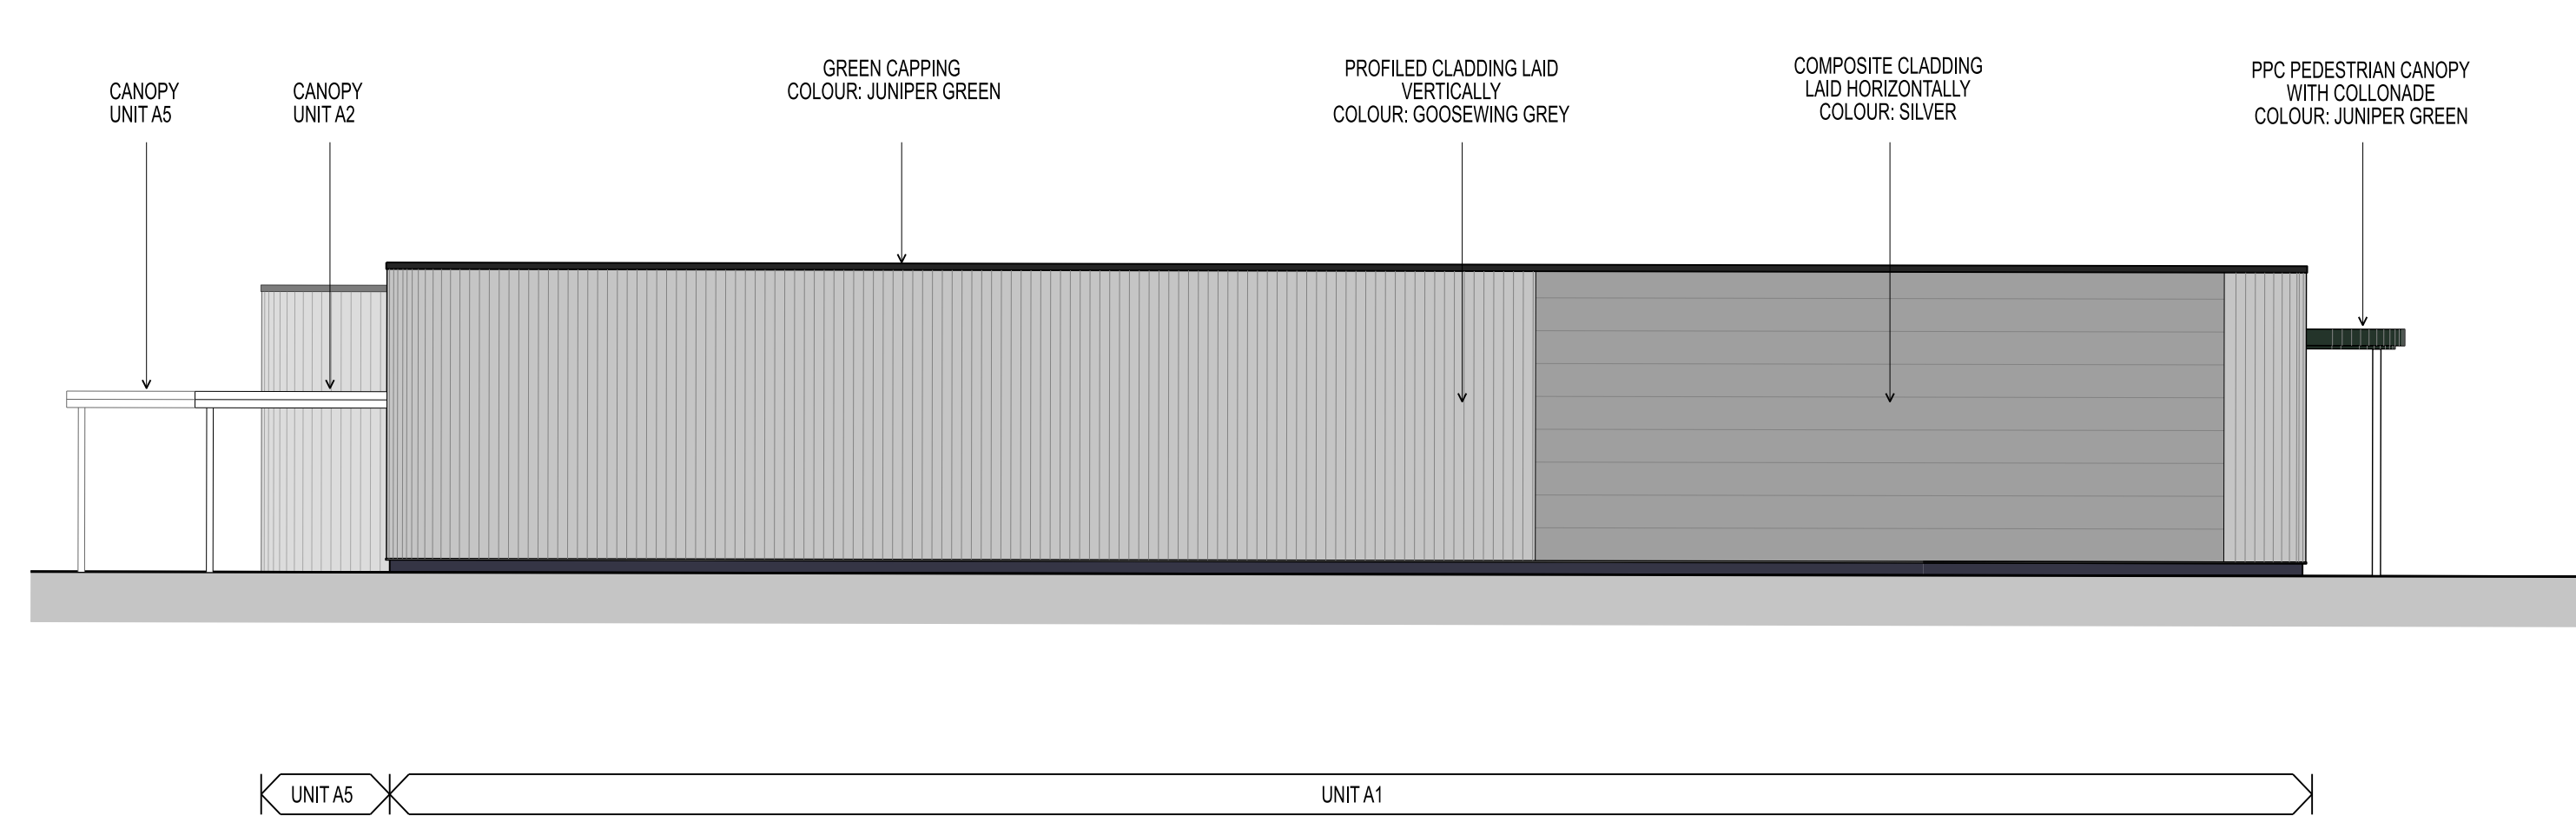 CANOPY
UNIT A5
CANOPY
UNIT A2
GREEN CAPPING
COLOUR: JUNIPER GREEN
PROFILED CLADDING LAID
VERTICALLY
COLOUR: GOOSEWING GREY
COMPOSITE CLADDING
LAID HORIZONTALLY
COLOUR: SILVER
PPC PEDESTRIAN CANOPY
WITH COLLONADE
COLOUR: JUNIPER GREEN
UNIT A5
UNIT A1